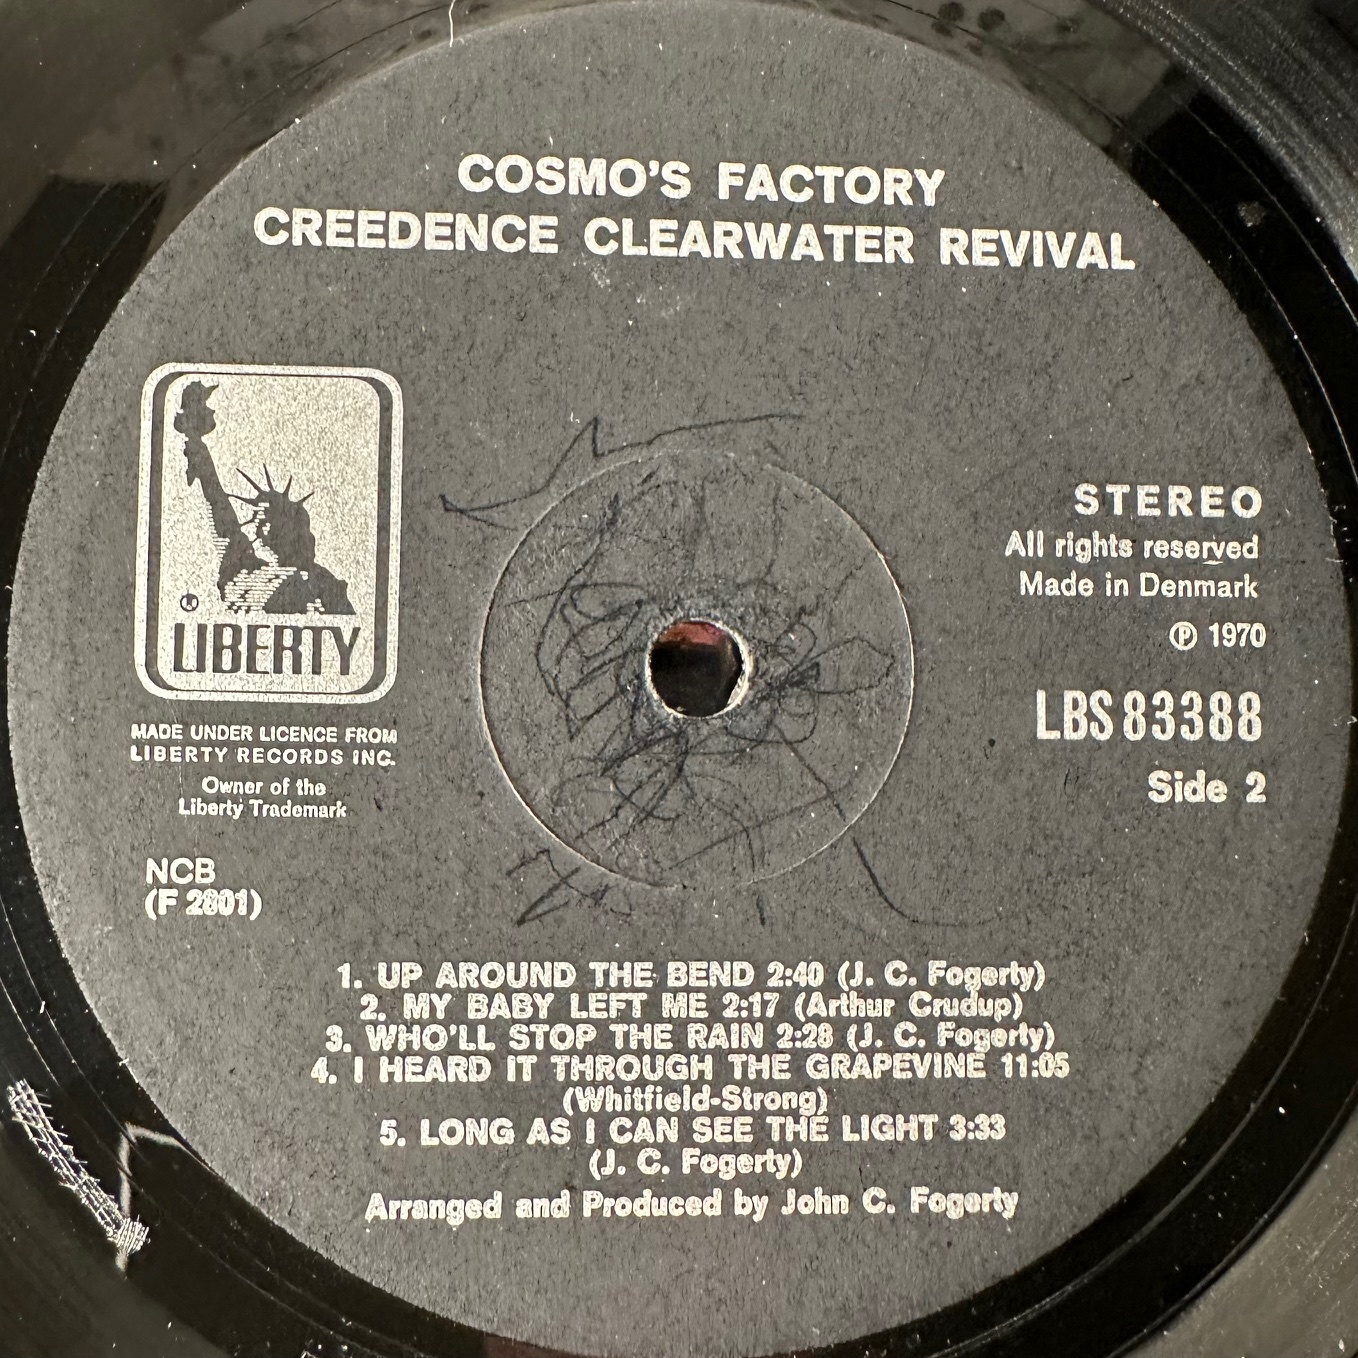 COSMO'S FACTORY
CREEDENCE CLEARWATER REVIVAL
LIBERTY
MADE UNDER LICENCE FROM
LIBERTY RECORDS INC.
Owner of the
Liberty Trademark
NCB
(F 2801)
STEREO
All rights reserved
Made in Denmark
℗ 1970
LBS 83388
Side 2
1. UP AROUND THE BEND 2:40 (J. C. Fogerty)
2. MY BABY LEFT ME 2:17 (Arthur Crudup)
3. WHO'LL STOP THE RAIN 2:28 (J. C. Fogerty)
4. I HEARD IT THROUGH THE GRAPEVINE 11:05
(Whitfield-Strong)
5. LONG AS I CAN SEE THE LIGHT 3:33
(J. C. Fogerty)
Arranged and Produced by John C. Fogerty